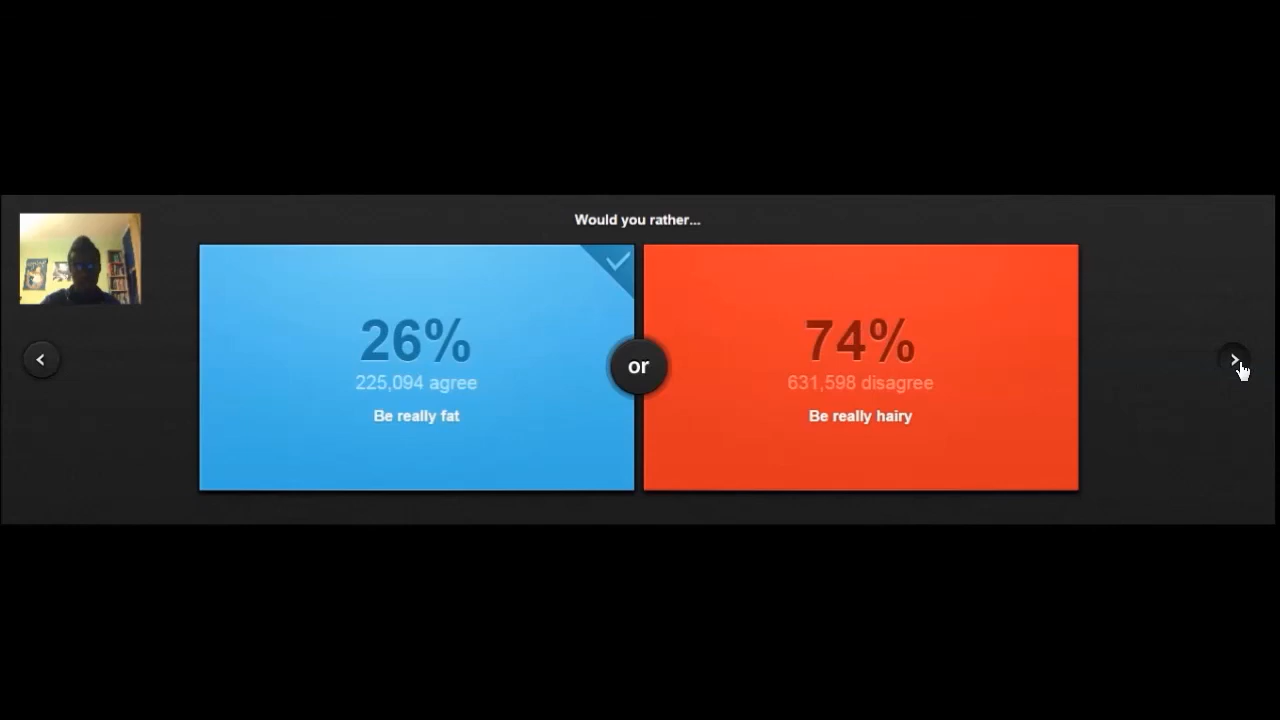 Would you rather...
26%
225,094 agree
Be really fat
or
74%
631,598 disagree
Be really hairy